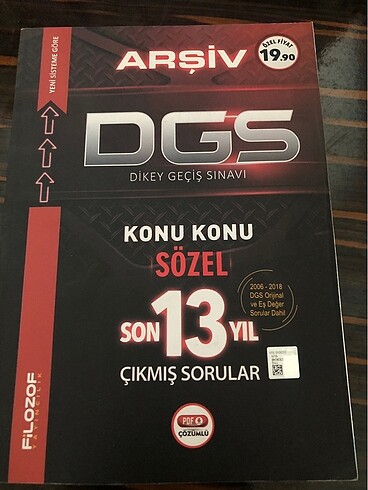 YENİ SİSTEME GÖRE
ARŞİV
ÖZEL FİYAT
19.90
DGS
DİKEY GEÇİŞ SINAVI
KONU KONU
SÖZEL
2006 - 2018
DGS Orijinal
ve Eş Değer
Sorular Dahil
SON 13 YIL
ÇIKMIŞ SORULAR
PDF
ÇÖZÜMLÜ
FİLOZOF
YAYINCILIK